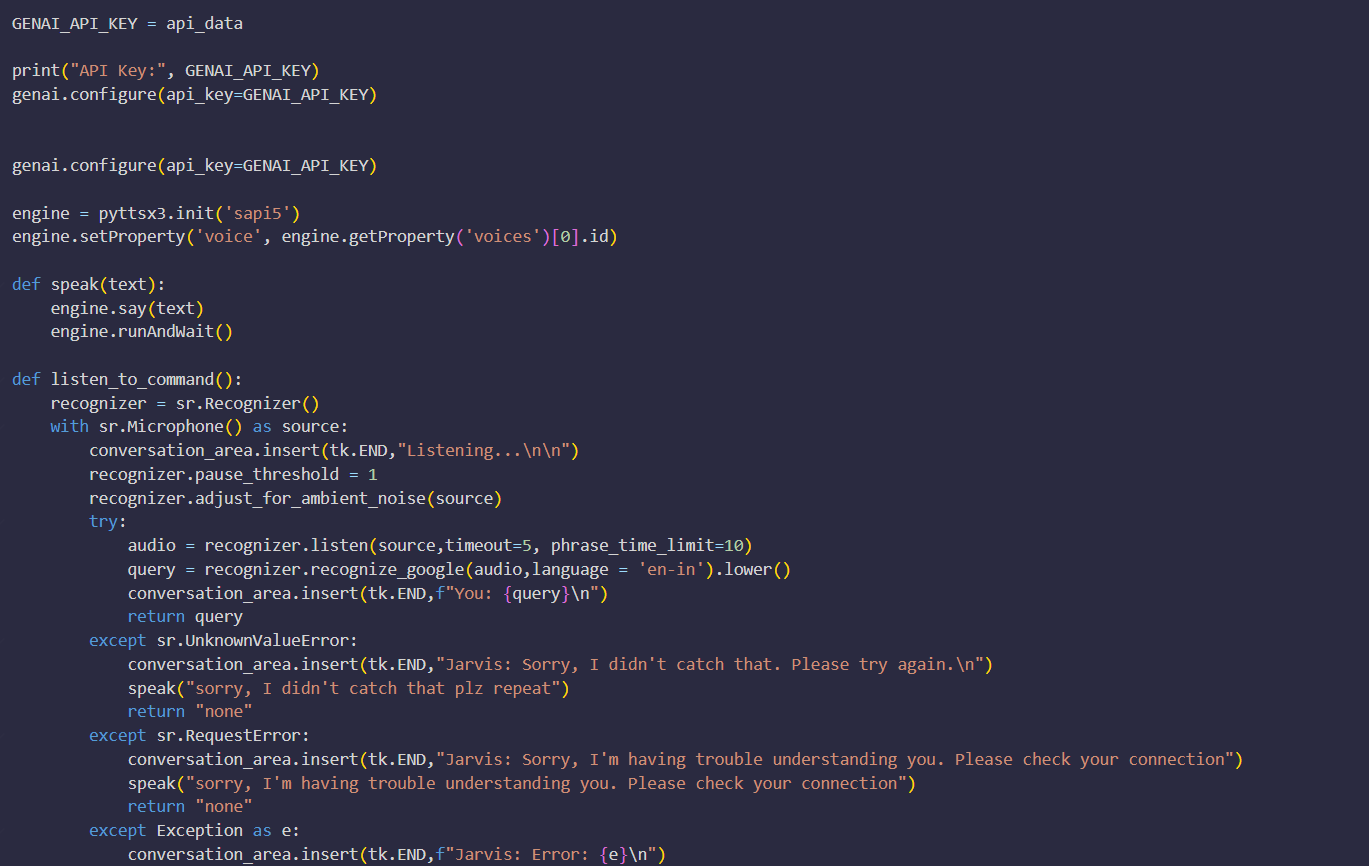 GENAI_API_KEY = api_data
print("API Key:", GENAI_API_KEY)
genai.configure(api_key=GENAI_API_KEY)
genai.configure(api_key=GENAI_API_KEY)
engine = pyttsx3.init('sapi5')
engine.setProperty('voice', engine.getProperty('voices')[0].id)
def speak(text):
    engine.say(text)
    engine.runAndWait()
def listen_to_command():
    recognizer = sr.Recognizer()
    with sr.Microphone() as source:
        conversation_area.insert(tk.END,"Listening...\n\n")
        recognizer.pause_threshold = 1
        recognizer.adjust_for_ambient_noise(source)
        try:
            audio = recognizer.listen(source,timeout=5, phrase_time_limit=10)
            query = recognizer.recognize_google(audio,language = 'en-in').lower()
            conversation_area.insert(tk.END,f"You: {query}\n")
            return query
        except sr.UnknownValueError:
            conversation_area.insert(tk.END,"Jarvis: Sorry, I didn't catch that. Please try again.\n")
            speak("sorry, I didn't catch that plz repeat")
            return "none"
        except sr.RequestError:
            conversation_area.insert(tk.END,"Jarvis: Sorry, I'm having trouble understanding you. Please check your connection")
            speak("sorry, I'm having trouble understanding you. Please check your connection")
            return "none"
        except Exception as e:
            conversation_area.insert(tk.END,f"Jarvis: Error: {e}\n")